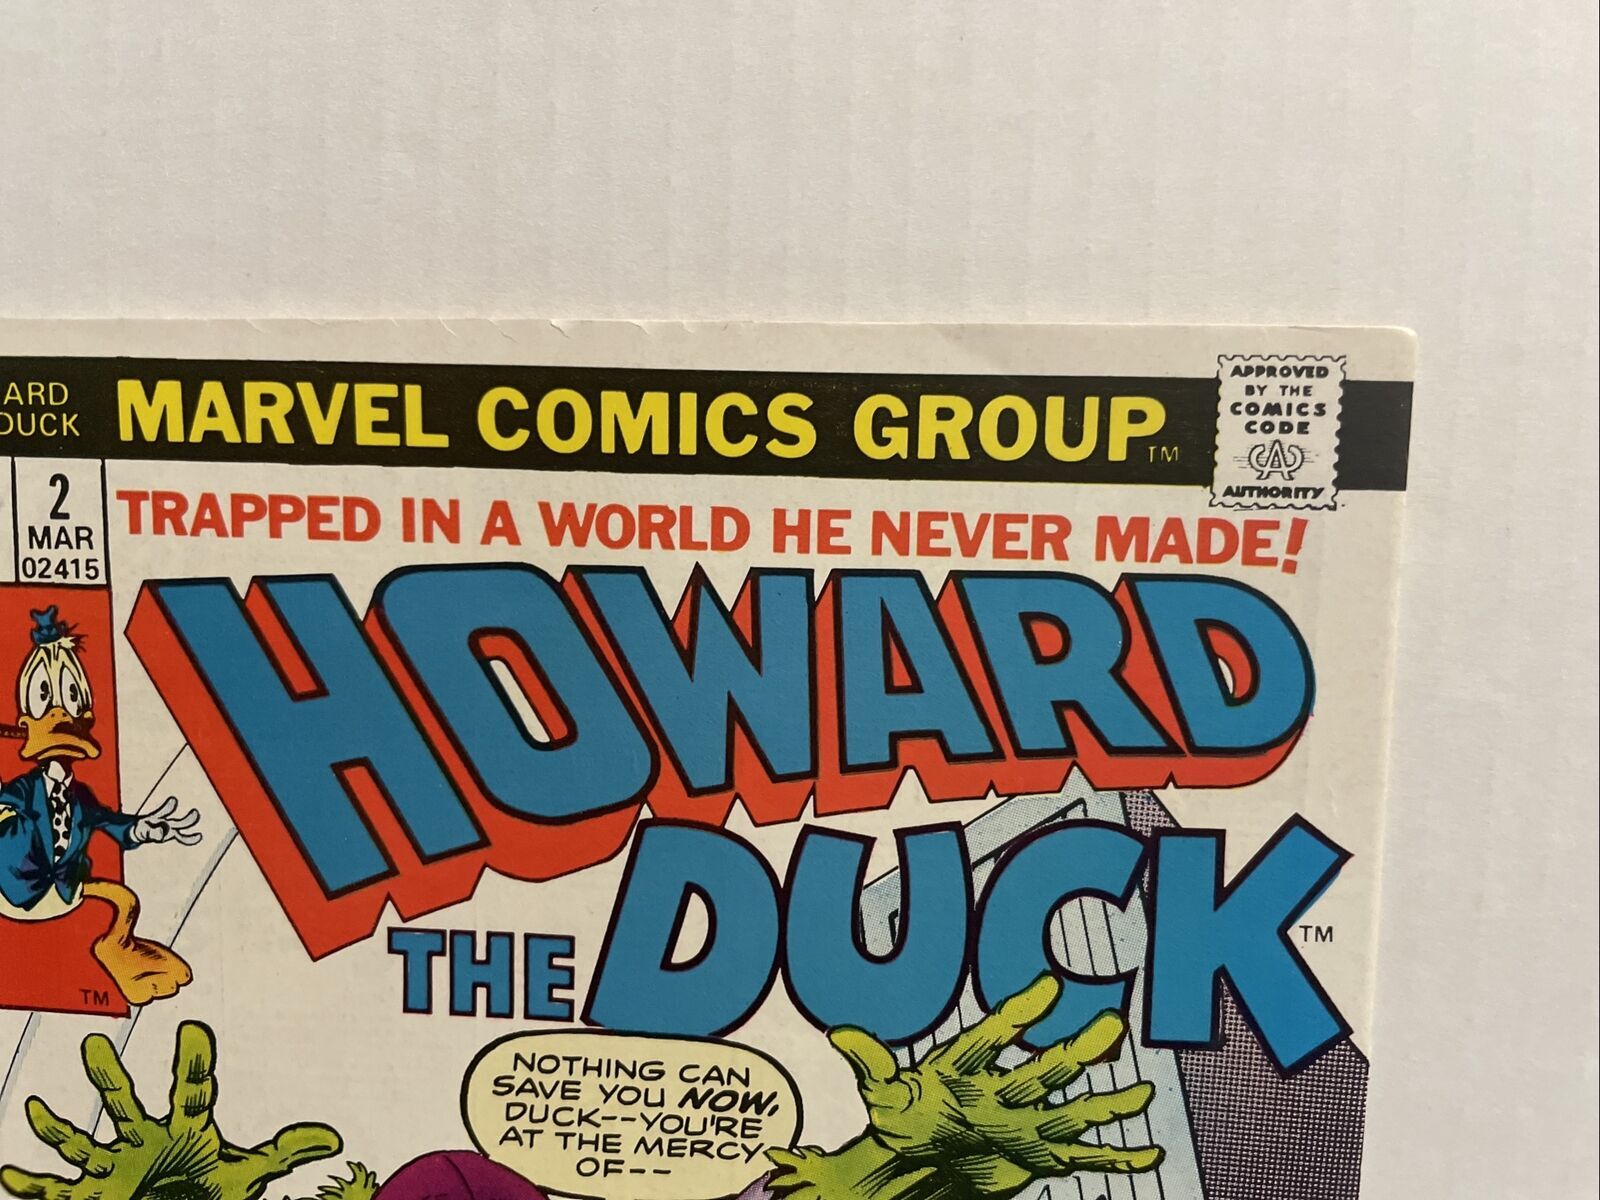 ARD
DUCK
MARVEL COMICS GROUP TM
APPROVED
BY THE
COMICS
CODE
CA
AUTHORITY
2
MAR
02415
TRAPPED IN A WORLD HE NEVER MADE!
HOWARD
THE DUCK TM
TM
NOTHING CAN
SAVE YOU NOW,
DUCK--YOU'RE
AT THE MERCY
OF--